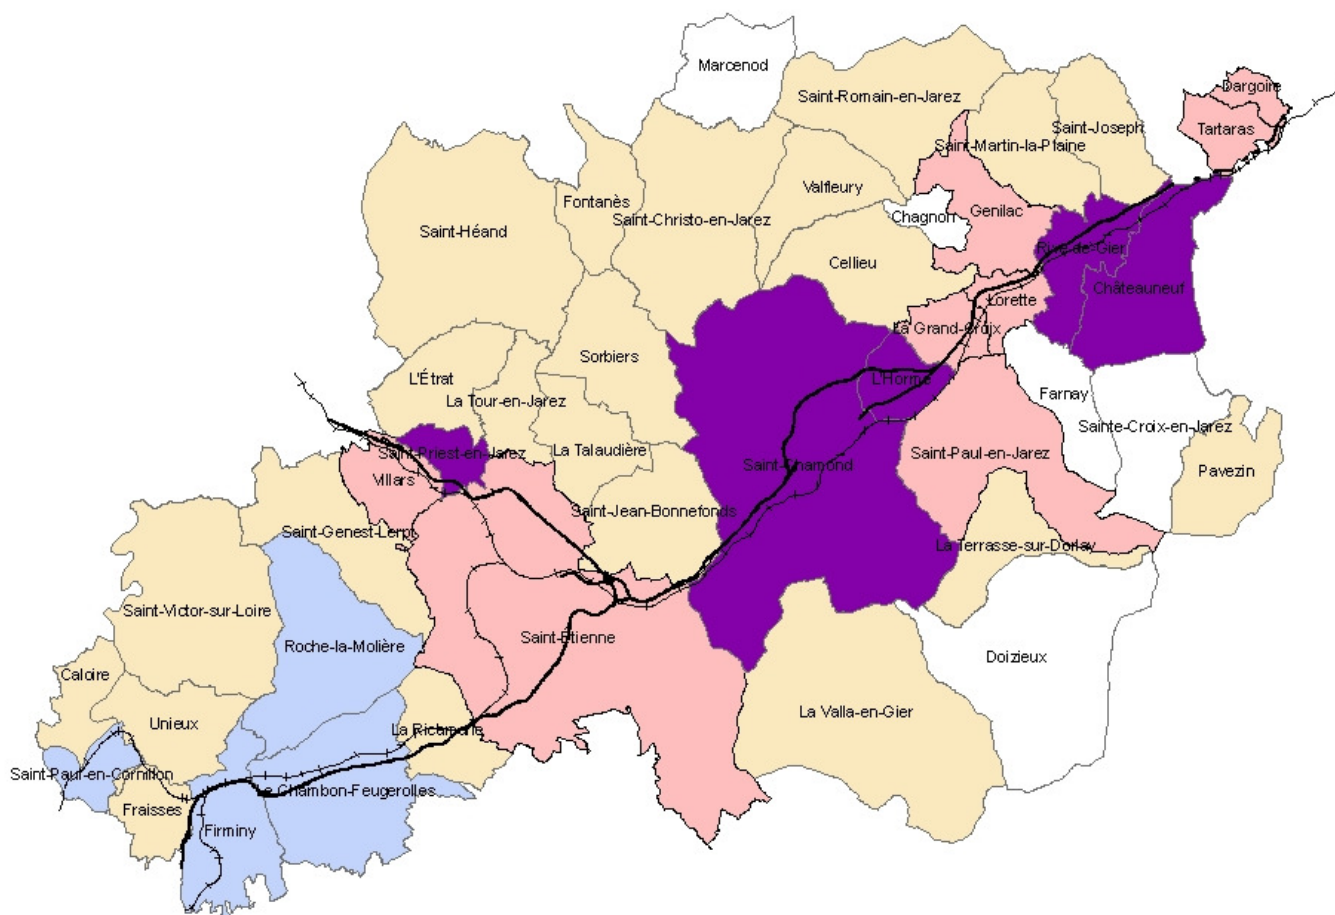 Marcenod
Dargoire
Saint-Romain-en-Jarez
Saint-Joseph
Tartaras
Saint-Martin-la-Plaine
Valfleury
Fontanès
Genilac
Saint-Christo-en-Jarez
Chagnon
Saint-Héand
Rive-de-Gier
Cellieu
Châteauneuf
Lorette
La Grand-Croix
Sorbiers
L'Étrat
L'Horme
Farnay
La Tour-en-Jarez
Sainte-Croix-en-Jarez
Saint-Priest-en-Jarez
La Talaudière
Saint-Paul-en-Jarez
Saint-Chamond
Pavezin
Villars
Saint-Jean-Bonnefonds
Saint-Genest-Lerpt
La Terrasse-sur-Dorlay
Saint-Victor-sur-Loire
Saint-Etienne
Roche-la-Molière
Doizieux
Caloire
La Valla-en-Gier
Unieux
La Ricamarie
Saint-Paul-en-Cornillon
Le Chambon-Feugerolles
Fraisses
Firminy